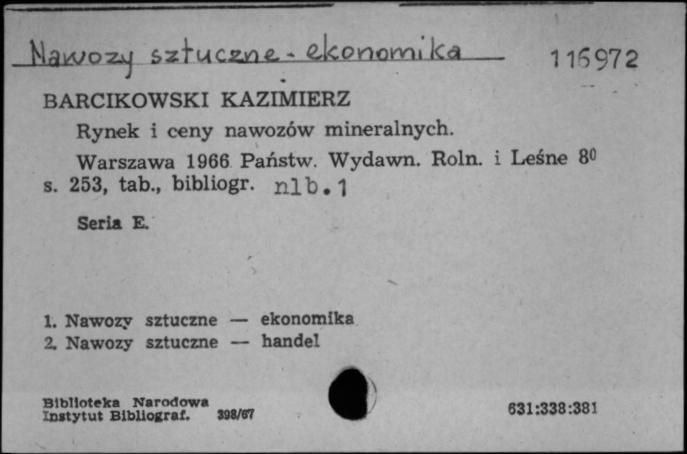 Nawozy sztuczne - ekonomika 116972
BARCIKOWSKI KAZIMIERZ
Rynek i ceny nawozów mineralnych.
Warszawa 1966 Państw. Wydawn. Roln. i Leśne 8⁰
s. 253, tab., bibliogr. nlb. 1
Seria E.
1. Nawozy sztuczne — ekonomika
2. Nawozy sztuczne — handel
Biblioteka Narodowa
Instytut Bibliograf. 398/67 631:338:381